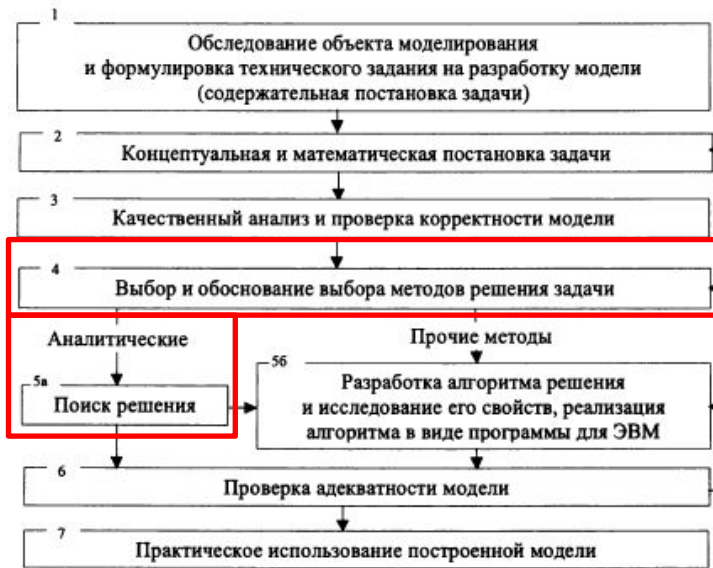 1
Обследование объекта моделирования
и формулировка технического задания на разработку модели
(содержательная постановка задачи)
2
Концептуальная и математическая постановка задачи
3
Качественный анализ и проверка корректности модели
4
Выбор и обоснование выбора методов решения задачи
Аналитические
Прочие методы
5а
Поиск решения
5б
Разработка алгоритма решения
и исследование его свойств, реализация
алгоритма в виде программы для ЭВМ
6
Проверка адекватности модели
7
Практическое использование построенной модели